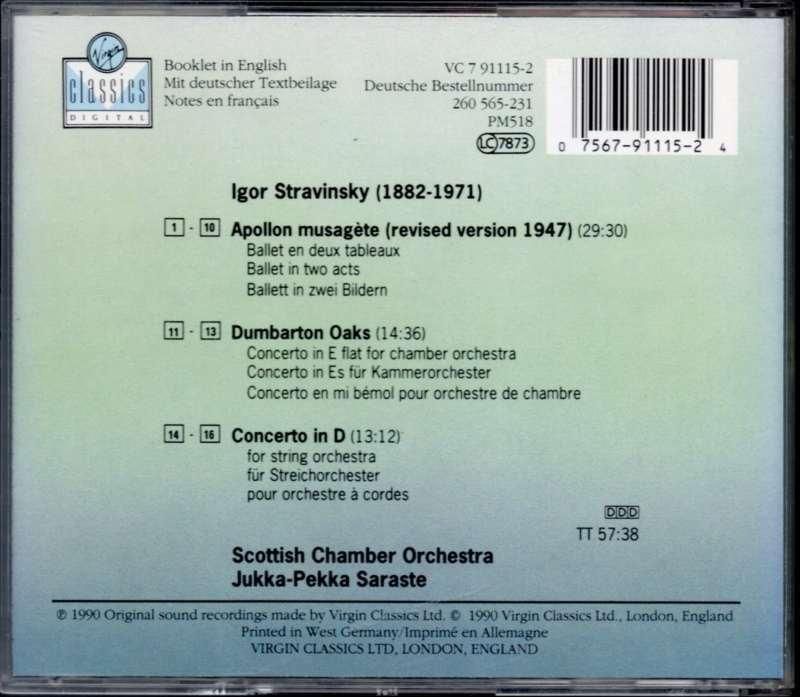 Virgin
classics
DIGITAL
Booklet in English
Mit deutscher Textbeilage
Notes en français
VC 7 91115-2
Deutsche Bestellnummer
260 565-231
PM518
LC 7873
0 7567-91115-2 4
Igor Stravinsky (1882-1971)
1 - 10 Apollon musagète (revised version 1947) (29:30)
Ballet en deux tableaux
Ballet in two acts
Ballett in zwei Bildern
11 - 13 Dumbarton Oaks (14:36)
Concerto in E flat for chamber orchestra
Concerto in Es für Kammerorchester
Concerto en mi bémol pour orchestre de chambre
14 - 16 Concerto in D (13:12)
for string orchestra
für Streichorchester
pour orchestre à cordes
DDD
TT 57:38
Scottish Chamber Orchestra
Jukka-Pekka Saraste
℗ 1990 Original sound recordings made by Virgin Classics Ltd. © 1990 Virgin Classics Ltd., London, England
Printed in West Germany/Imprimé en Allemagne
VIRGIN CLASSICS LTD, LONDON, ENGLAND